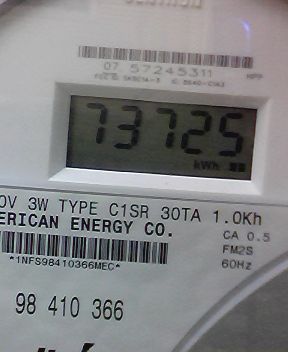 07 57245311
73725
kWh
0V 3W TYPE C1SR 30TA 1.0Kh
ERICAN ENERGY CO.
CA 0.5
FM2S
60Hz
*1NFS98410366MEC*
98 410 366